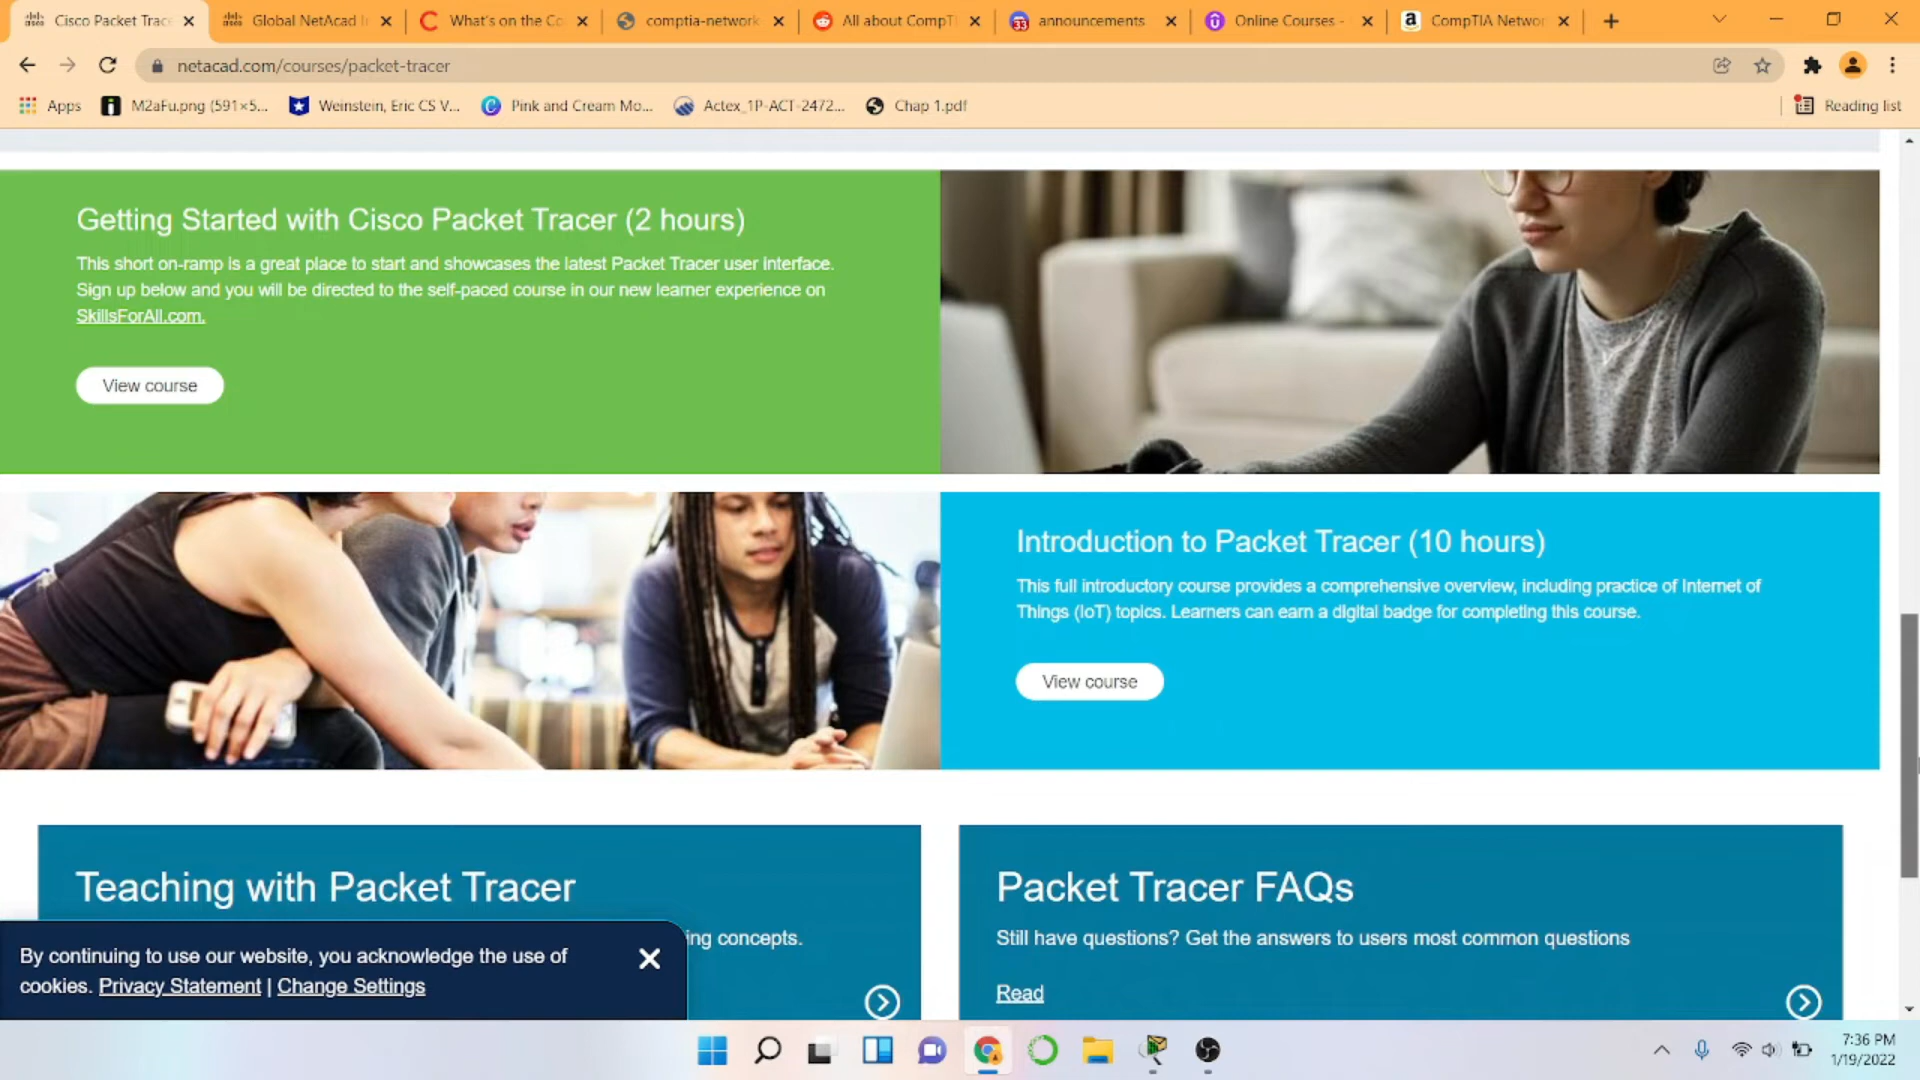 Cisco Packet Trace
Global NetAcad I
What's on the Co
comptia-network
All about CompTI
33
announcements
Online Courses -
CompTIA Networ
netacad.com/courses/packet-tracer
Apps
M2aFu.png (591×5...
Weinstein, Eric CS V...
Pink and Cream Mo...
Actex_1P-ACT-2472...
Chap 1.pdf
Reading list
Getting Started with Cisco Packet Tracer (2 hours)
This short on-ramp is a great place to start and showcases the latest Packet Tracer user interface.
Sign up below and you will be directed to the self-paced course in our new learner experience on
SkillsForAll.com.
View course
Introduction to Packet Tracer (10 hours)
This full introductory course provides a comprehensive overview, including practice of Internet of
Things (IoT) topics. Learners can earn a digital badge for completing this course.
View course
Teaching with Packet Tracer
ing concepts.
Packet Tracer FAQs
Still have questions? Get the answers to users most common questions
Read
By continuing to use our website, you acknowledge the use of
cookies. Privacy Statement | Change Settings
7:36 PM
1/19/2022